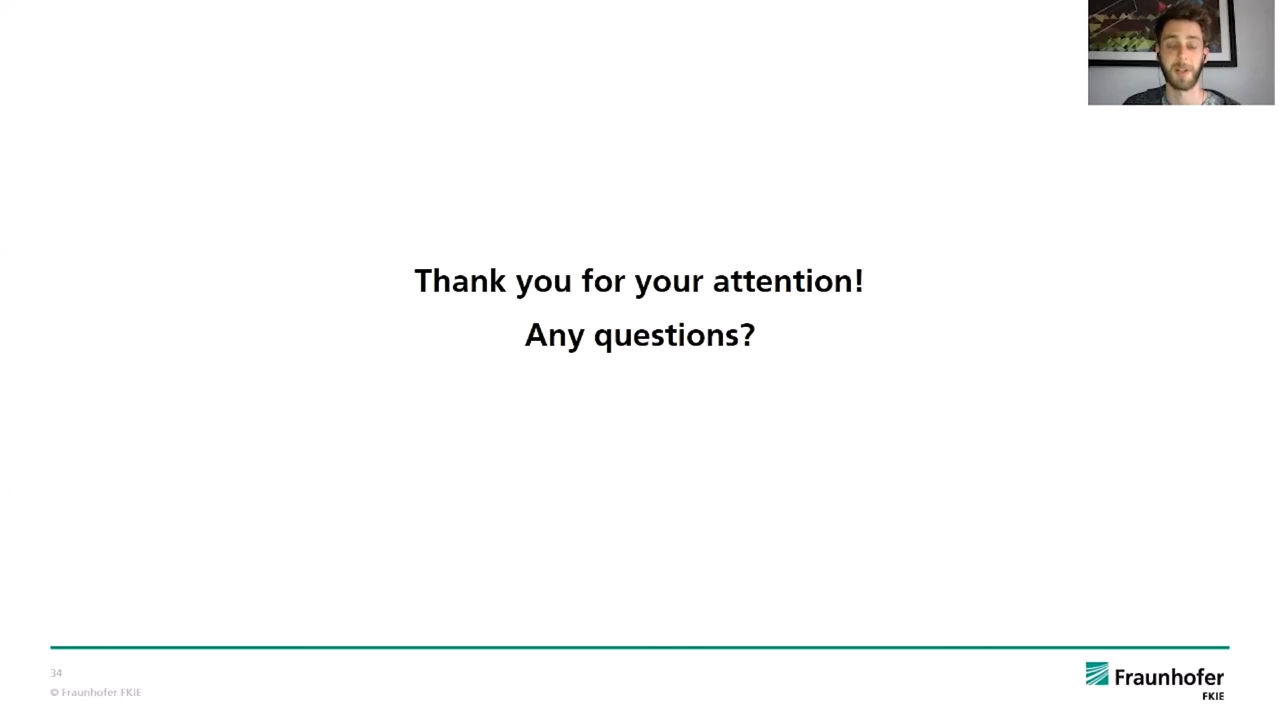 Thank you for your attention!
Any questions?
34
© Fraunhofer FKIE
Fraunhofer
FKIE